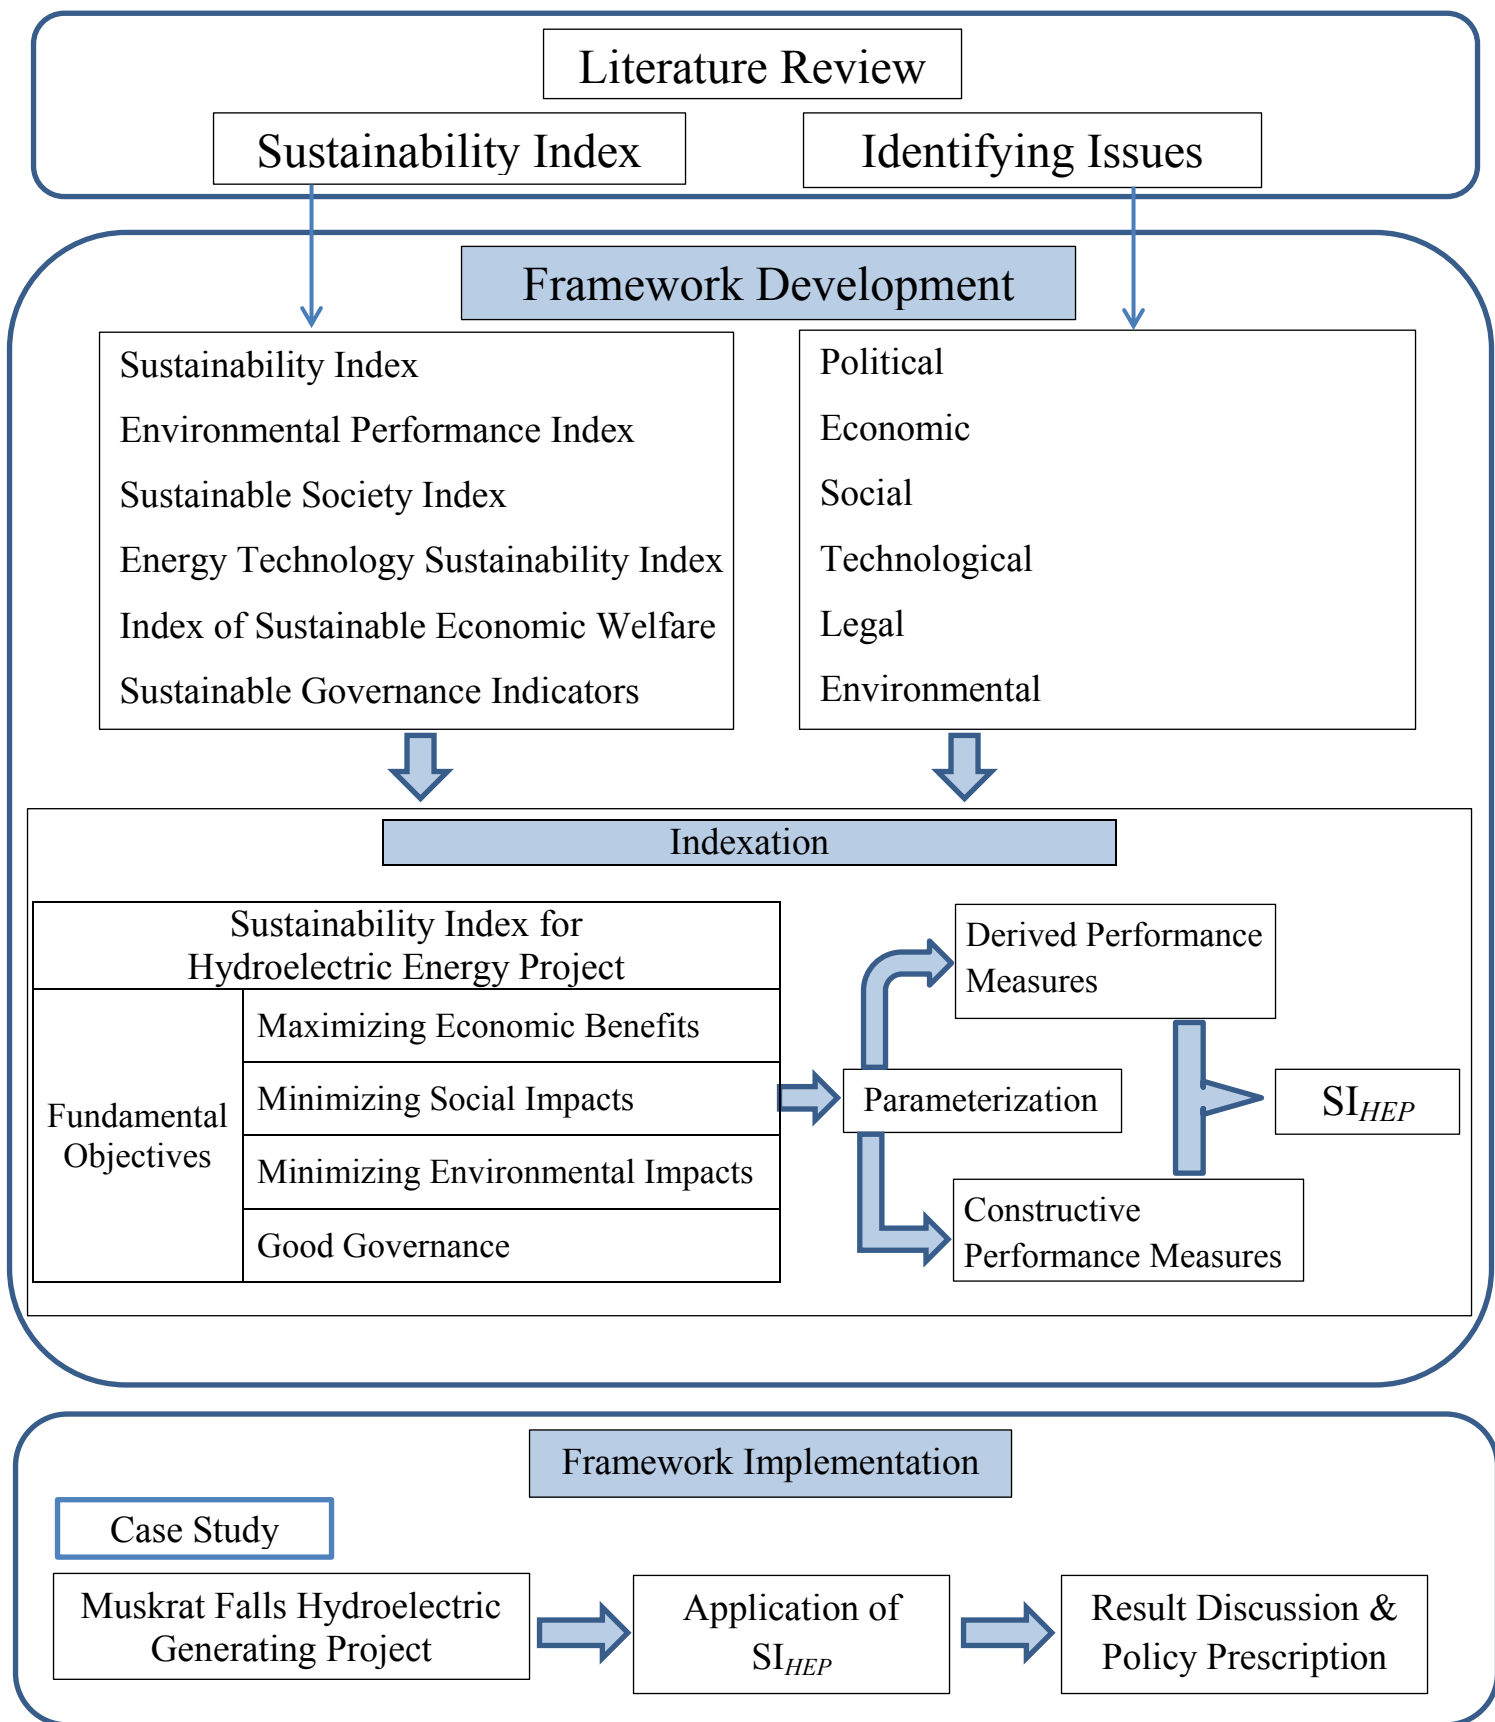 Literature Review
Sustainability Index
Identifying Issues
Framework Development
Sustainability Index
Environmental Performance Index
Sustainable Society Index
Energy Technology Sustainability Index
Index of Sustainable Economic Welfare
Sustainable Governance Indicators
Political
Economic
Social
Technological
Legal
Environmental
Indexation
Sustainability Index for
Hydroelectric Energy Project
Fundamental
Objectives
Maximizing Economic Benefits
Minimizing Social Impacts
Minimizing Environmental Impacts
Good Governance
Parameterization
Derived Performance
Measures
Constructive
Performance Measures
SIHEP
Framework Implementation
Case Study
Muskrat Falls Hydroelectric
Generating Project
Application of
SIHEP
Result Discussion &
Policy Prescription